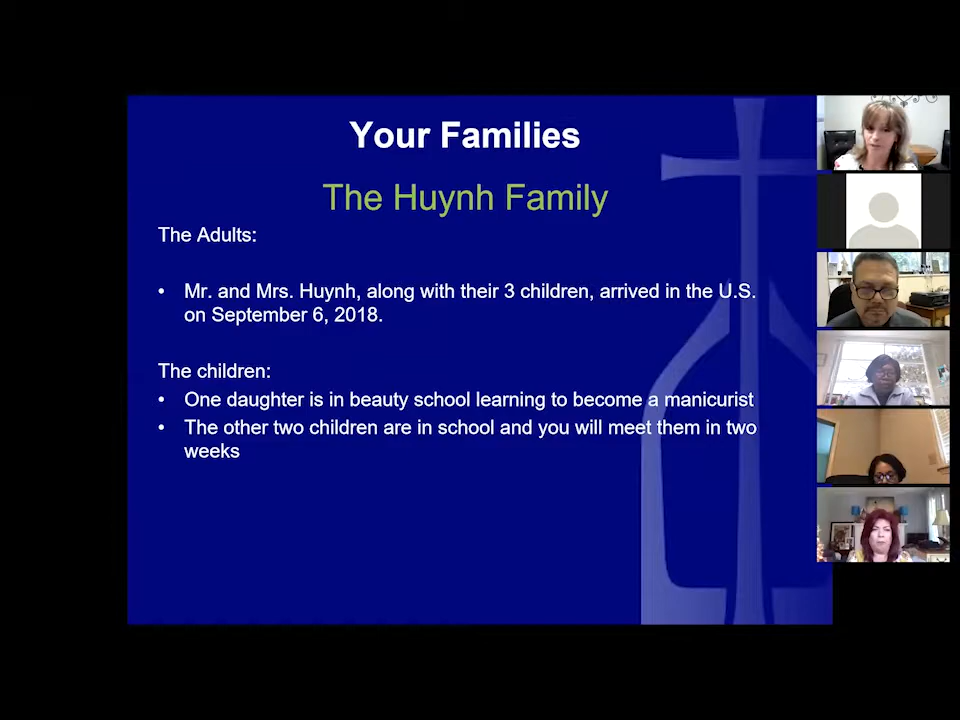 Your Families
The Huynh Family
The Adults:
• Mr. and Mrs. Huynh, along with their 3 children, arrived in the U.S.
on September 6, 2018.
The children:
• One daughter is in beauty school learning to become a manicurist
• The other two children are in school and you will meet them in two
weeks